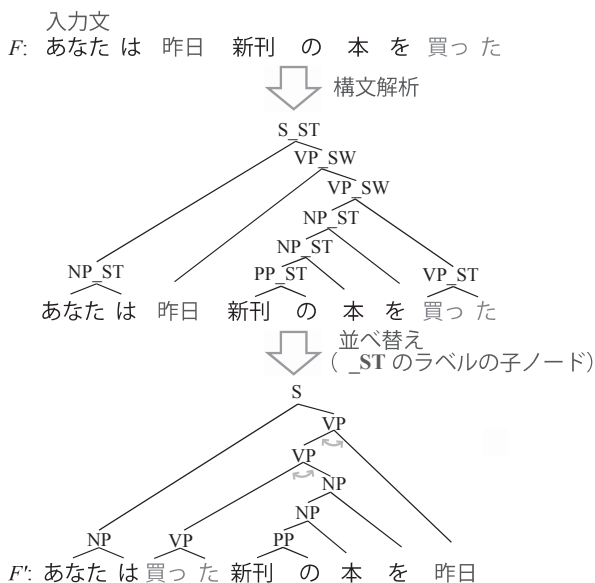 入力文
F: あなた は 昨日 新刊 の 本 を 買っ た
構文解析
S_ST
VP_SW
VP_SW
NP_ST
NP_ST
NP_ST PP_ST VP_ST
あなた は 昨日 新刊 の 本 を 買っ た
並べ替え
( _ST のラベルの子ノード)
S
VP
VP
NP
NP
NP VP PP
F': あなた は 買っ た 新刊 の 本 を 昨日